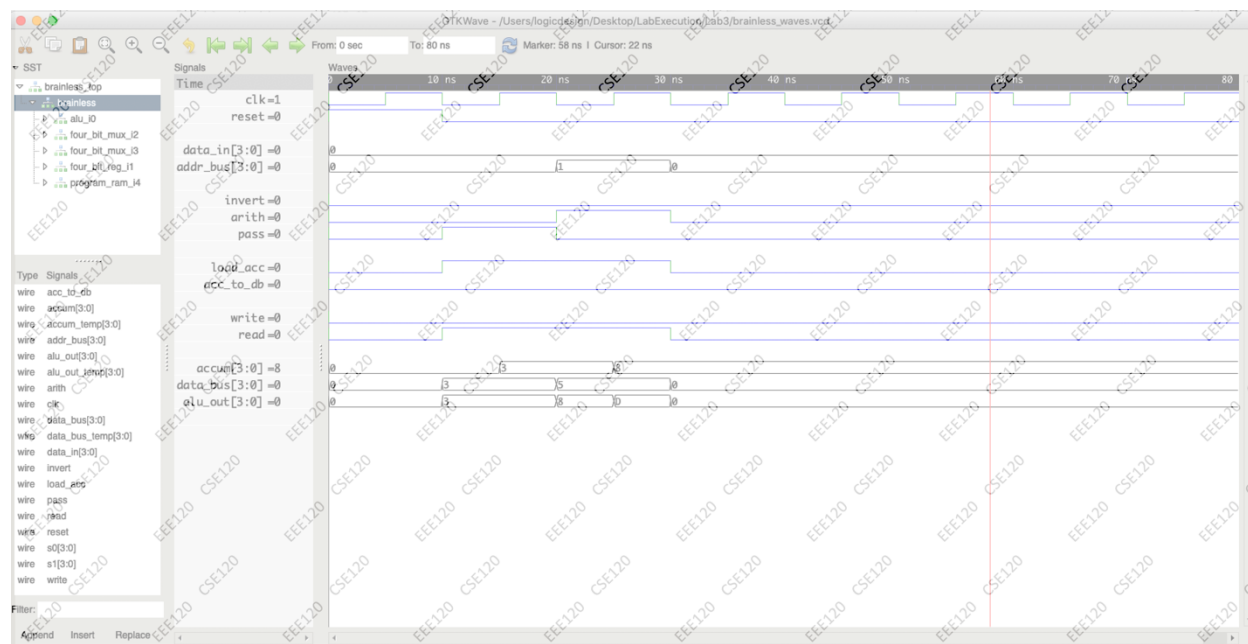 GTKWave - /Users/logicdesign/Desktop/LabExecution/Lab3/brainless_waves.vcd
From: 0 sec To: 80 ns Marker: 58 ns | Cursor: 22 ns
SST
brainless_top
brainless
alu_i0
four_bit_mux_i2
four_bit_mux_i3
four_bit_reg_i1
program_ram_i4
Type Signals
wire acc_to_db
wire accum[3:0]
wire accum_temp[3:0]
wire addr_bus[3:0]
wire alu_out[3:0]
wire alu_out_temp[3:0]
wire arith
wire clk
wire data_bus[3:0]
wire data_bus_temp[3:0]
wire data_in[3:0]
wire invert
wire load_acc
wire pass
wire read
wire reset
wire s0[3:0]
wire s1[3:0]
wire write
Filter:
Append Insert Replace
Signals
Time
clk=1
reset=0
data_in[3:0] =0
addr_bus[3:0] =0
invert=0
arith=0
pass=0
load_acc=0
acc_to_db=0
write=0
read=0
accum[3:0]=8
data_bus[3:0] =0
alu_out[3:0] =0
Waves
0 10 ns 20 ns 30 ns 40 ns 50 ns 60 ns 70 ns 80
0
0 1 0
0 3 8
0 3 5 0
0 3 8 D 0
EEE120
CSE120